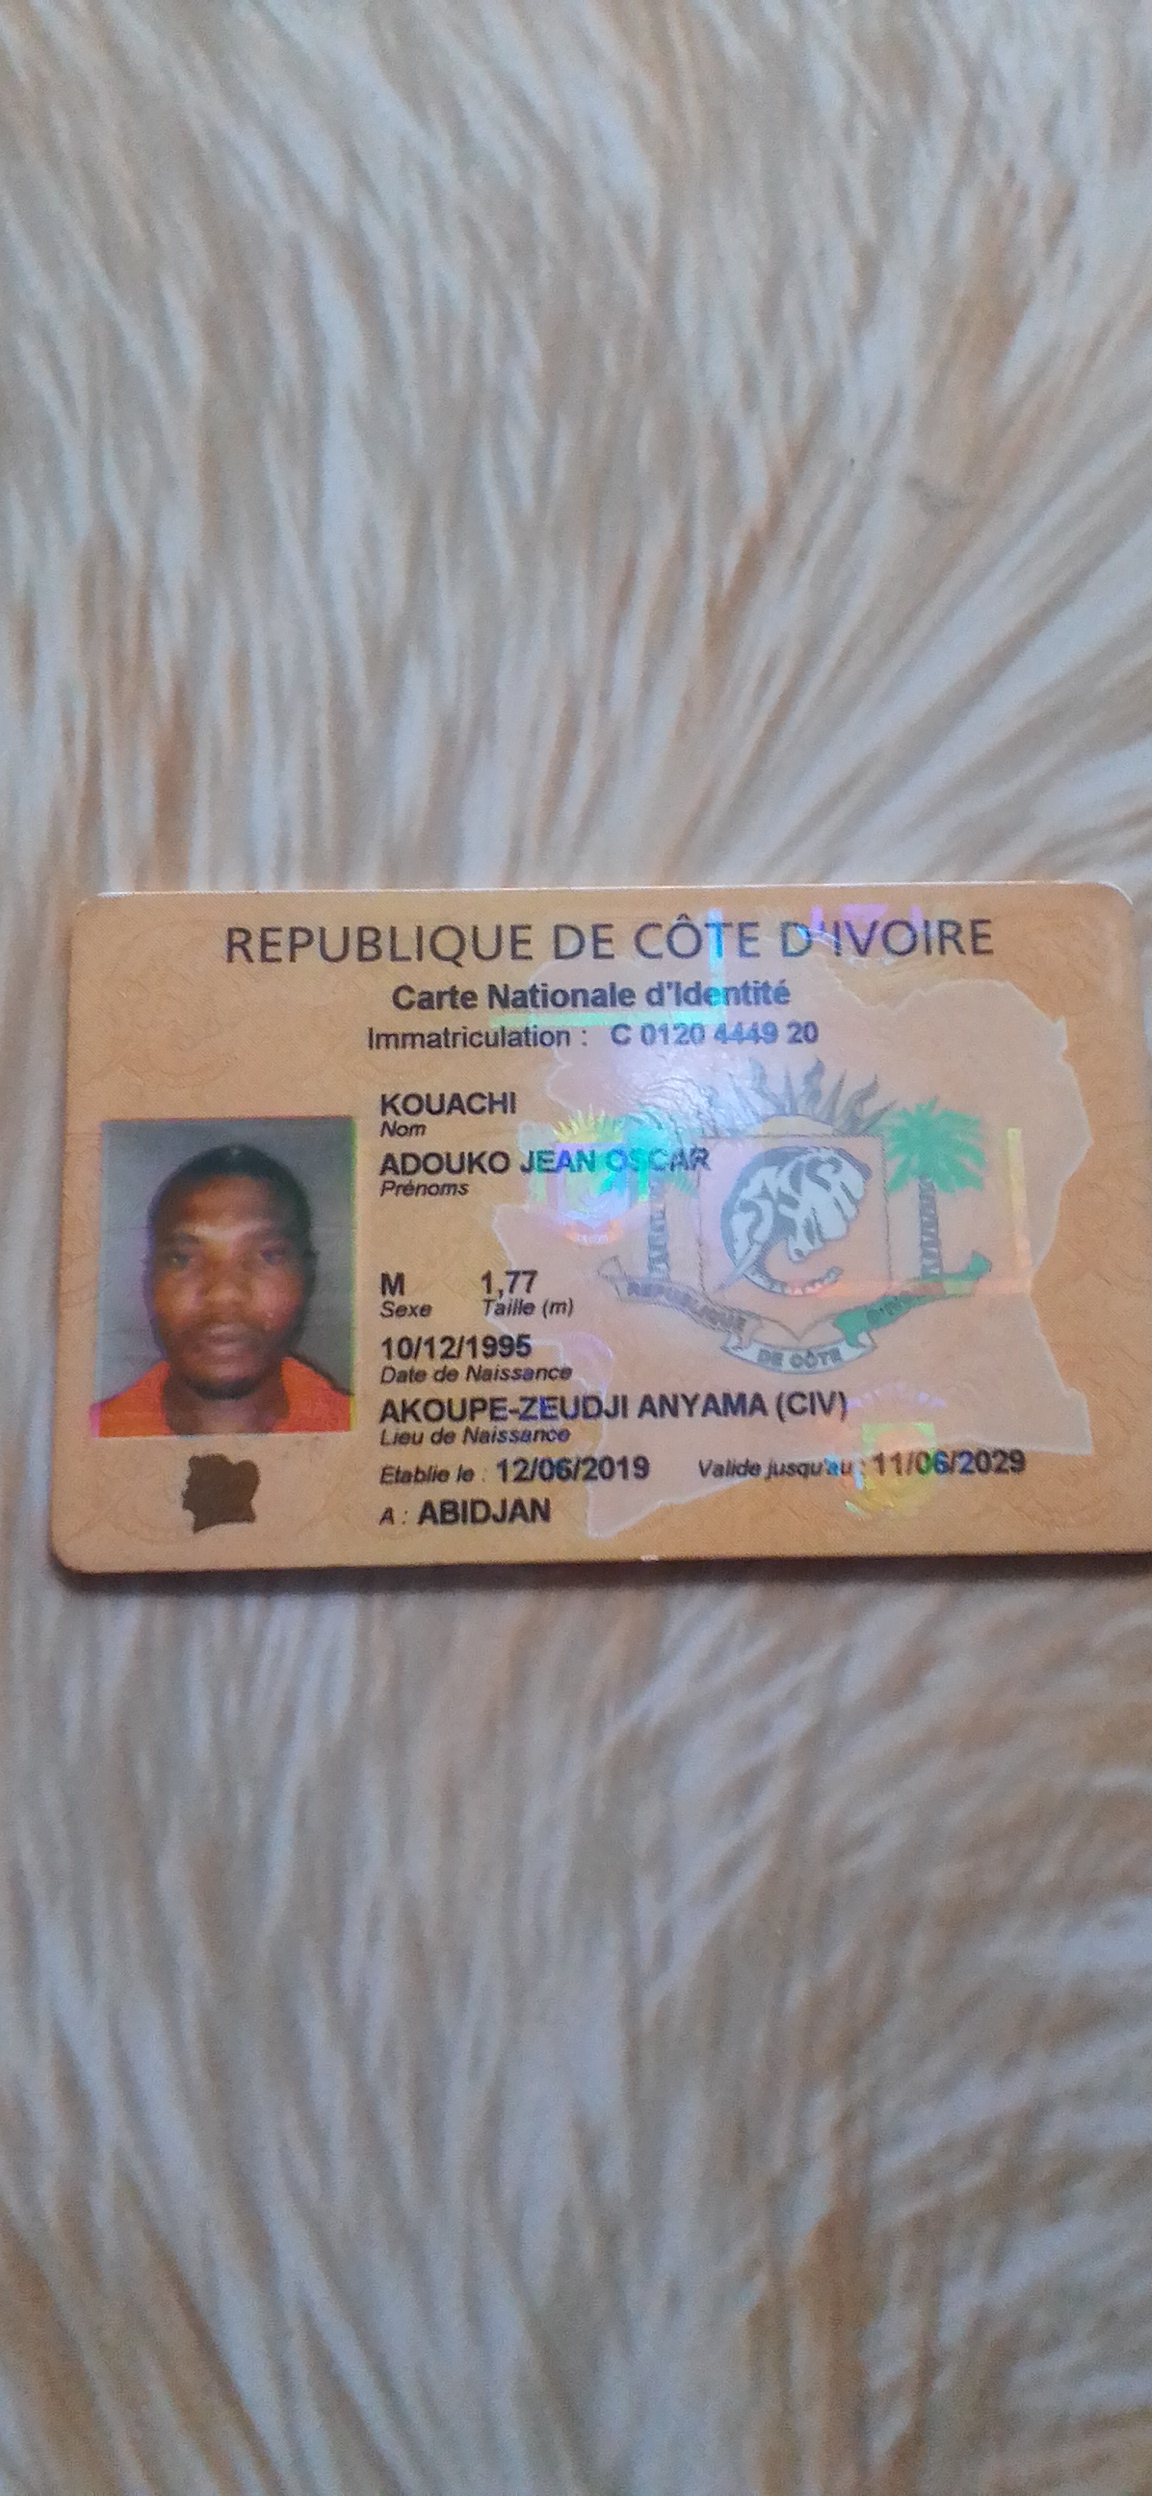 REPUBLIQUE DE CÔTE D'IVOIRE
Carte Nationale d'Identité
Immatriculation : C 0120 4449 20
KOUACHI
Nom
ADOUKO JEAN OSCAR
Prénoms
M 1,77
Sexe Taille (m)
10/12/1995
Date de Naissance
AKOUPE-ZEUDJI ANYAMA (CIV)
Lieu de Naissance
Etablie le : 12/06/2019 Valide jusqu'au : 11/06/2029
A : ABIDJAN
REPUBLIQUE
DE CÔTE